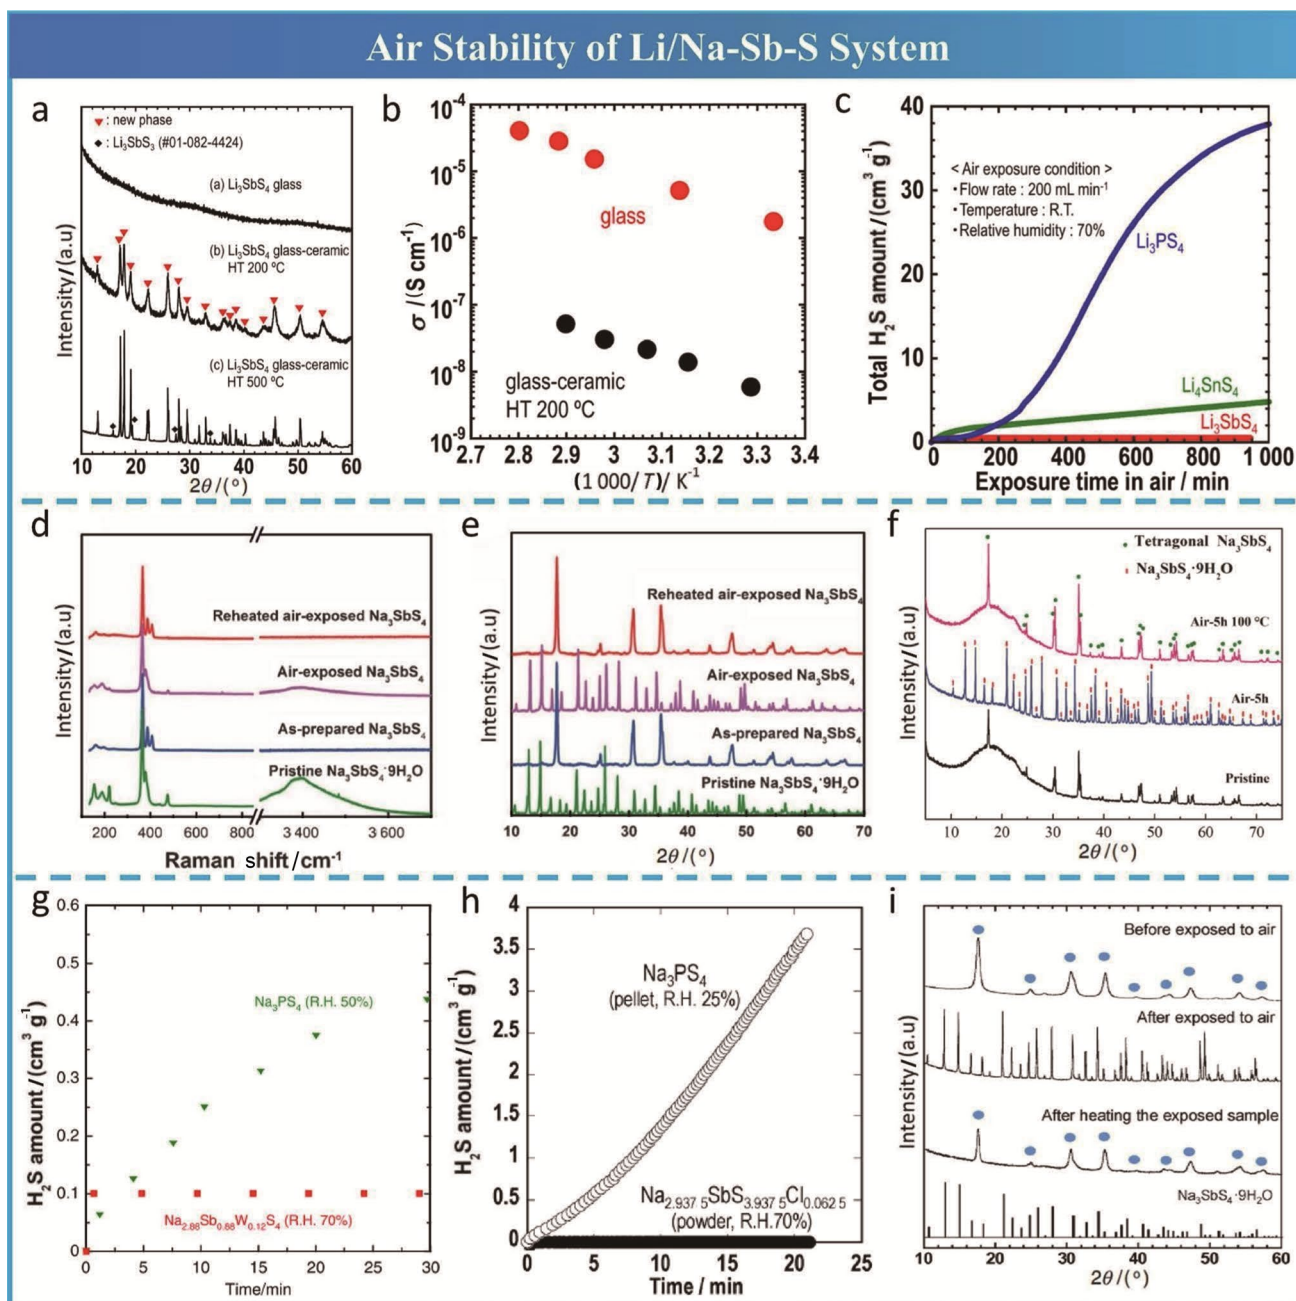 Air Stability of Li/Na-Sb-S System
a
▼: new phase
◆: Li₃SbS₃ (#01-082-4424)
(a) Li₃SbS₄ glass
(b) Li₃SbS₄ glass-ceramic
HT 200 ºC
(c) Li₃SbS₄ glass-ceramic
HT 500 ºC
Intensity/(a.u)
10 20 30 40 50 60
2θ/(°)
b
10⁻⁴
10⁻⁵
10⁻⁶
10⁻⁷
10⁻⁸
10⁻⁹
σ/(S cm⁻¹)
glass
glass-ceramic
HT 200 ºC
2.7 2.8 2.9 3 3.1 3.2 3.3 3.4
(1 000/T)/ K⁻¹
c
40
30
20
10
0
Total H₂S amount/(cm³ g⁻¹)
< Air exposure condition >
•Flow rate : 200 mL min⁻¹
•Temperature : R.T.
•Relative humidity : 70%
Li₃PS₄
Li₄SnS₄
Li₃SbS₄
0 200 400 600 800 1 000
Exposure time in air / min
d
Intensity/(a.u)
Reheated air-exposed Na₃SbS₄
Air-exposed Na₃SbS₄
As-prepared Na₃SbS₄
Pristine Na₃SbS₄·9H₂O
200 400 600 800 3400 3 600
Raman shift/cm⁻¹
e
Intensity/(a.u)
Reheated air-exposed Na₃SbS₄
Air-exposed Na₃SbS₄
As-prepared Na₃SbS₄
Pristine Na₃SbS₄·9H₂O
10 20 30 40 50 60 70
2θ/(°)
f
Intensity/(a.u)
Tetragonal Na₃SbS₄
Na₃SbS₄·9H₂O
Air-5h 100 °C
Air-5h
Pristine
10 20 30 40 50 60 70
2θ/(°)
g
0.6
0.5
0.4
0.3
0.2
0.1
0
H₂S amount/(cm³ g⁻¹)
Na₃PS₄ (R.H. 50%)
Na₂.₈₈Sb₀.₈₈W₀.₁₂S₄ (R.H. 70%)
0 5 10 15 20 25 30
Time/min
h
4
3.5
3
2.5
2
1.5
1
0.5
0
H₂S amount/(cm³ g⁻¹)
Na₃PS₄
(pellet, R.H. 25%)
Na₂.₉₃₇ ₅SbS₃.₉₃₇ ₅Cl₀.₀₆₂ ₅
(powder, R.H.70%)
0 5 10 15 20 25
Time / min
i
Intensity/(a.u)
Before exposed to air
After exposed to air
After heating the exposed sample
Na₃SbS₄·9H₂O
10 20 30 40 50 60
2θ/(°)